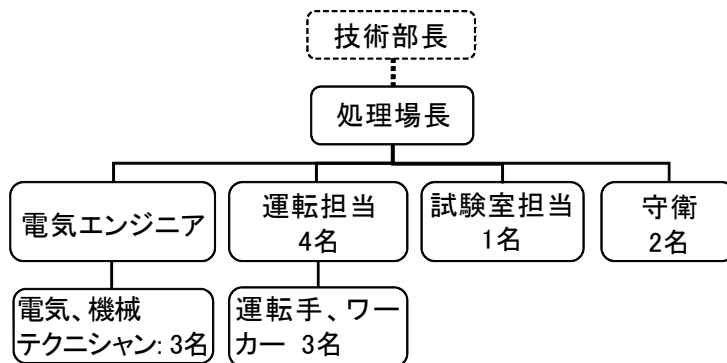 技術部長
処理場長
電気エンジニア
運転担当
4名
試験室担当
1名
守衛
2名
電気、機械
テクニシャン: 3名
運転手、ワー
カー 3名